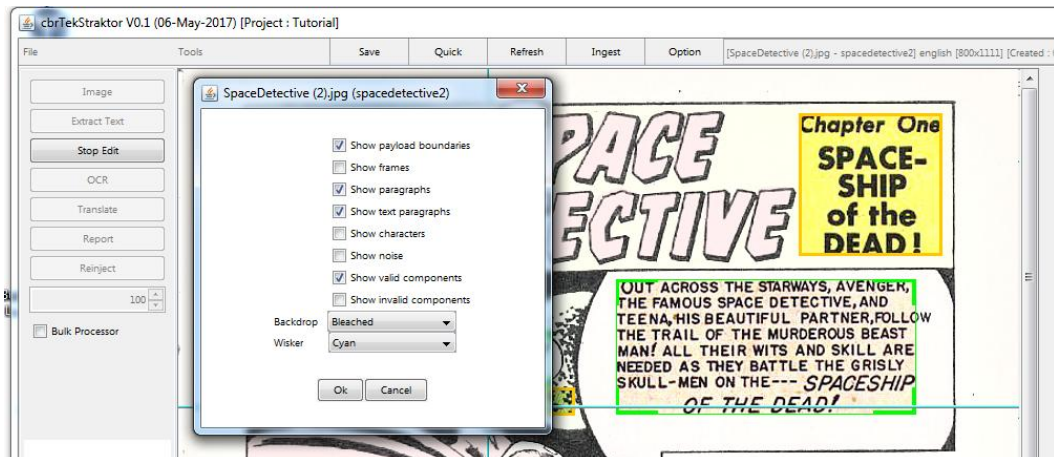 cbrTekStraktor V0.1 (06-May-2017) [Project : Tutorial]
File Tools Save Quick Refresh Ingest Option [SpaceDetective (2).jpg - spacedetective2] english [800x1111] [Created :
Image
Extract Text
Stop Edit
OCR
Translate
Report
Reinject
100
Bulk Processor
SpaceDetective (2).jpg (spacedetective2)
Show payload boundaries
Show frames
Show paragraphs
Show text paragraphs
Show characters
Show noise
Show valid components
Show invalid components
Backdrop Bleached
Wisker Cyan
Ok Cancel
PACE
ECTIVE
Chapter One
SPACE-
SHIP
of the
DEAD!
OUT ACROSS THE STARWAYS, AVENGER,
THE FAMOUS SPACE DETECTIVE, AND
TEENA, HIS BEAUTIFUL PARTNER, FOLLOW
THE TRAIL OF THE MURDEROUS BEAST
MAN! ALL THEIR WITS AND SKILL ARE
NEEDED AS THEY BATTLE THE GRISLY
SKULL-MEN ON THE--- SPACESHIP
OF THE DEAD!